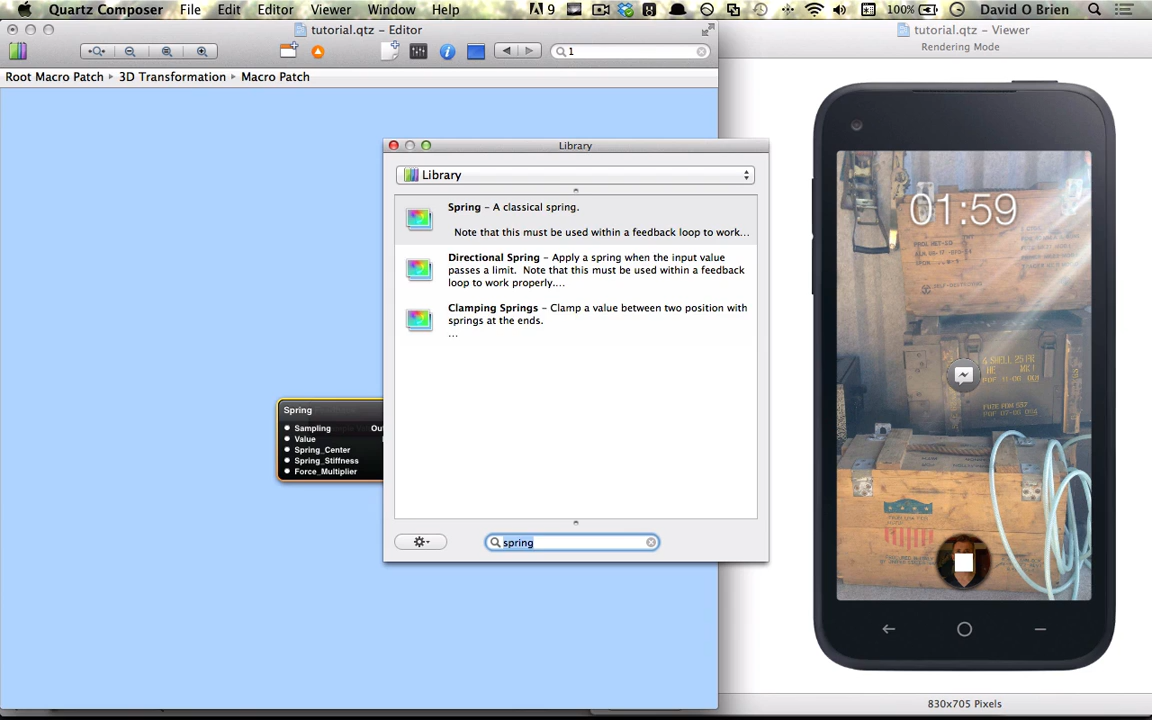 Quartz Composer File Edit Editor Viewer Window Help 9 100% David O Brien
tutorial.qtz - Editor
1
Root Macro Patch 3D Transformation Macro Patch
Library
Library
Spring - A classical spring.
Note that this must be used within a feedback loop to work...
Directional Spring - Apply a spring when the input value
passes a limit. Note that this must be used within a feedback
loop to work properly....
Clamping Springs - Clamp a value between two position with
springs at the ends.
...
spring
Spring
Sampling
Value
Spring_Center
Spring_Stiffness
Force_Multiplier
tutorial.qtz - Viewer
Rendering Mode
01:59
830x705 Pixels